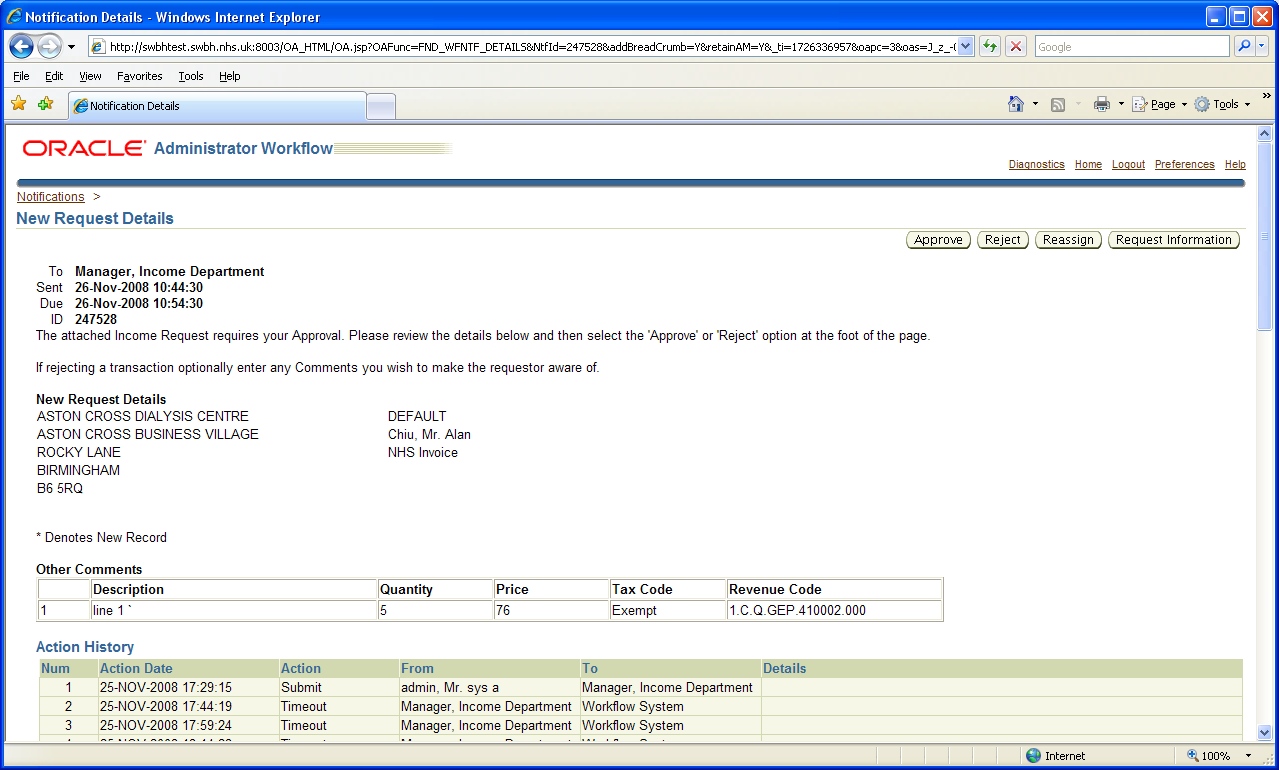 Notification Details - Windows Internet Explorer
http://swbhtest.swbh.nhs.uk:8003/OA_HTML/OA.jsp?OAFunc=FND_WFNTF_DETAILS&NtfId=247528&addBreadCrumb=Y&retainAM=Y&_ti=1726336957&oapc=3&oas=J_z_-
Google
File Edit View Favorites Tools Help
Notification Details
Page Tools
ORACLE Administrator Workflow
Diagnostics Home Logout Preferences Help
Notifications >
New Request Details
Approve Reject Reassign Request Information
To Manager, Income Department
Sent 26-Nov-2008 10:44:30
Due 26-Nov-2008 10:54:30
ID 247528
The attached Income Request requires your Approval. Please review the details below and then select the 'Approve' or 'Reject' option at the foot of the page.
If rejecting a transaction optionally enter any Comments you wish to make the requestor aware of.
New Request Details
ASTON CROSS DIALYSIS CENTRE DEFAULT
ASTON CROSS BUSINESS VILLAGE Chiu, Mr. Alan
ROCKY LANE NHS Invoice
BIRMINGHAM
B6 5RQ
* Denotes New Record
Other Comments
Description Quantity Price Tax Code Revenue Code
1 line 1 ` 5 76 Exempt 1.C.Q.GEP.410002.000
Action History
Num Action Date Action From To Details
1 25-NOV-2008 17:29:15 Submit admin, Mr. sys a Manager, Income Department
2 25-NOV-2008 17:44:19 Timeout Manager, Income Department Workflow System
3 25-NOV-2008 17:59:24 Timeout Manager, Income Department Workflow System
Internet 100%